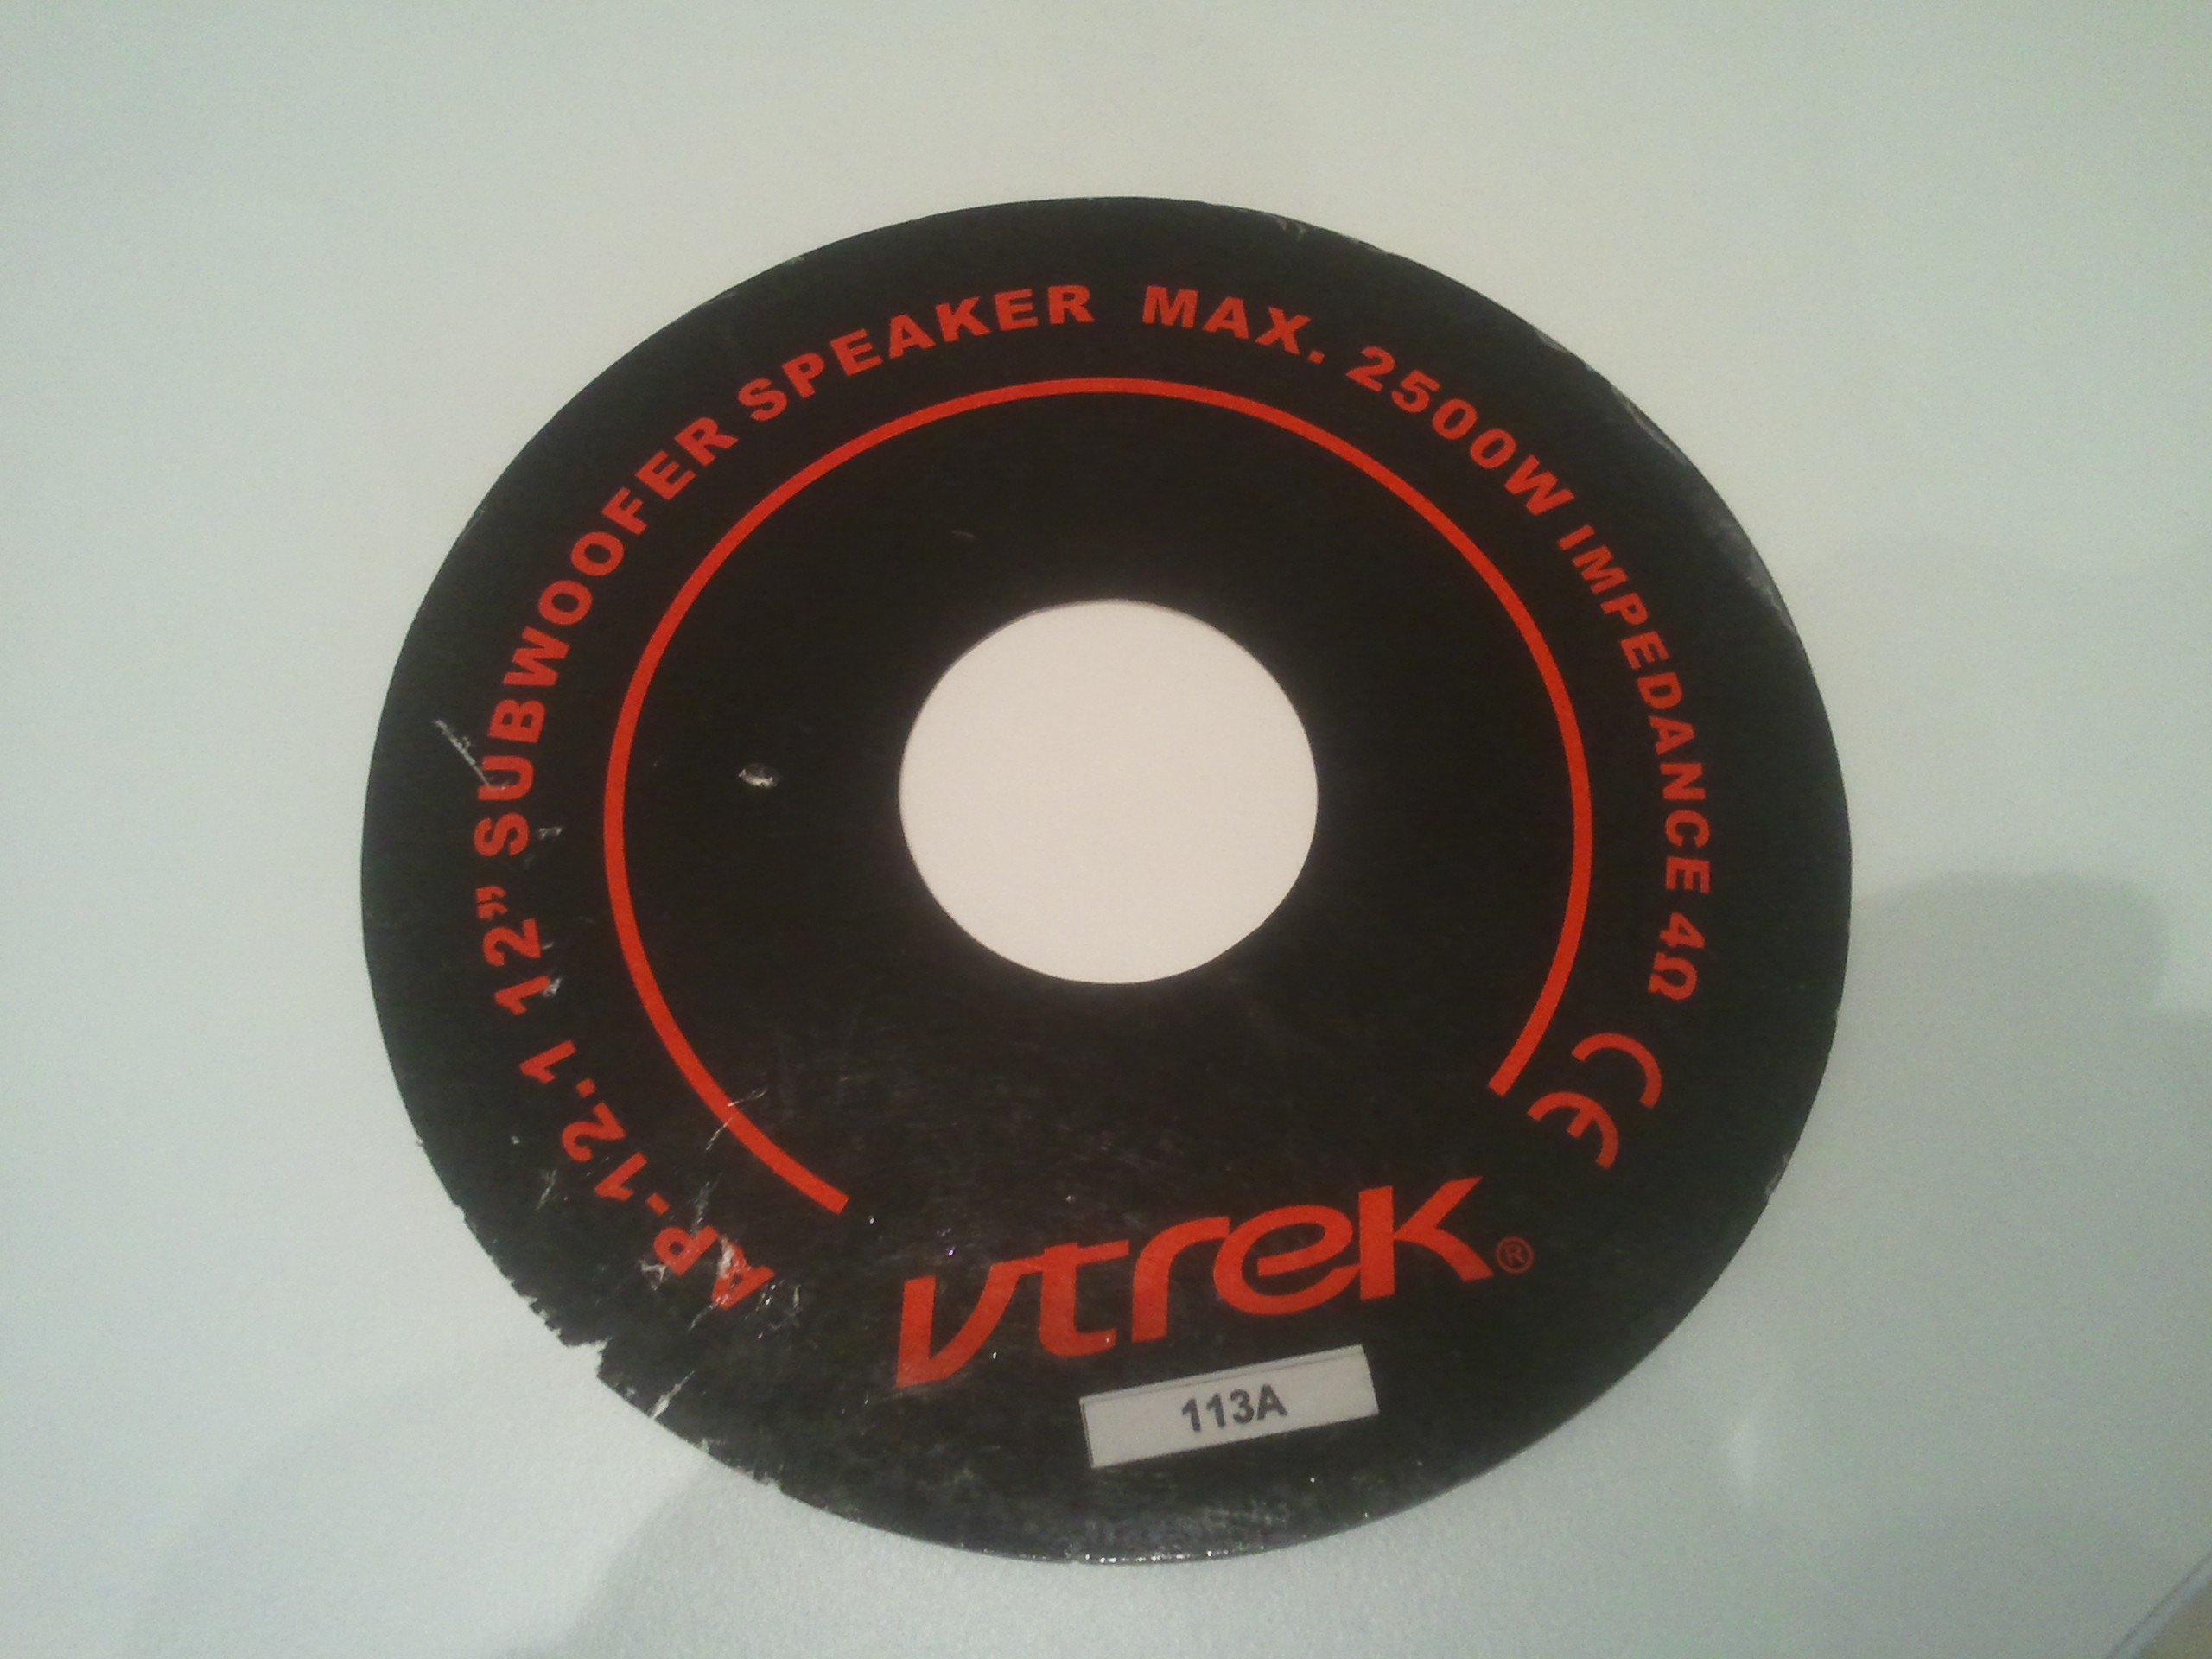 AP-12.1 12" SUBWOOFER SPEAKER MAX. 2500W IMPEDANCE 4Ω CE
vtrek®
113A